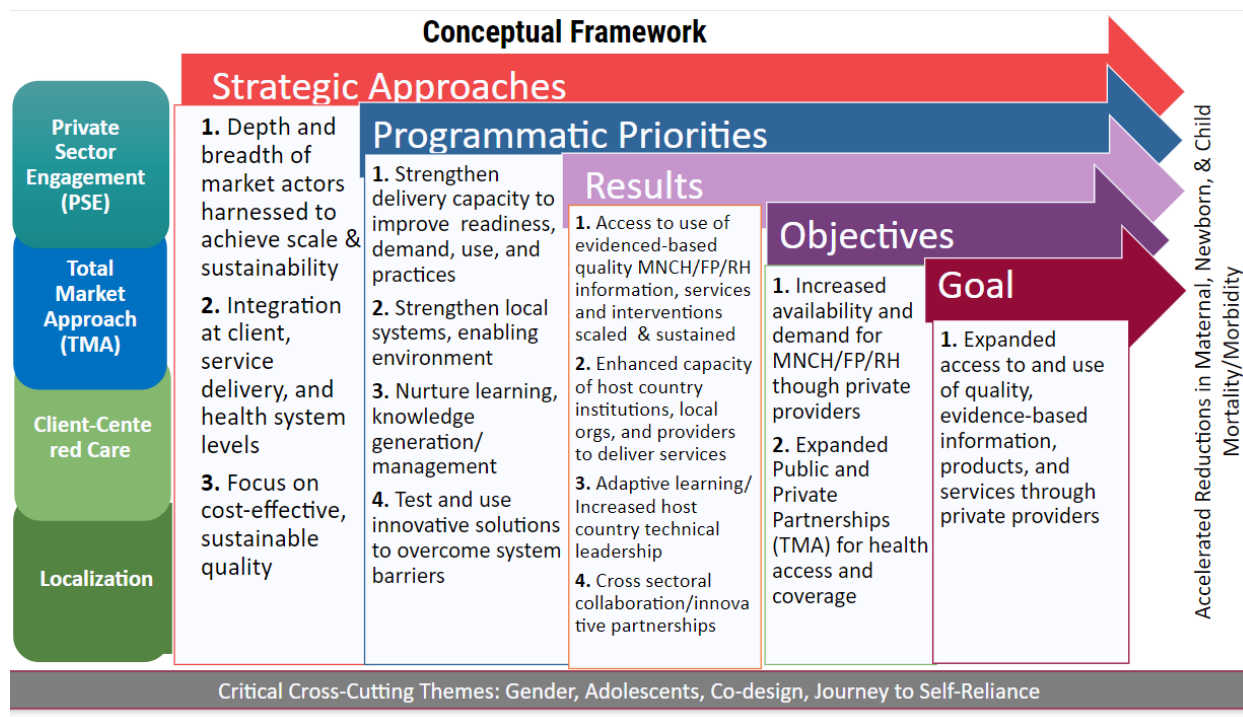 Conceptual Framework
Strategic Approaches
Programmatic Priorities
Results
Objectives
Goal
Private
Sector
Engagement
(PSE)
Total
Market
Approach
(TMA)
Client-Cente
red Care
Localization
1. Depth and
breadth of
market actors
harnessed to
achieve scale &
sustainability
2. Integration
at client,
service
delivery, and
health system
levels
3. Focus on
cost-effective,
sustainable
quality
1. Strengthen
delivery capacity to
improve readiness,
demand, use, and
practices
2. Strengthen local
systems, enabling
environment
3. Nurture learning,
knowledge
generation/
management
4. Test and use
innovative solutions
to overcome system
barriers
1. Access to use of
evidenced-based
quality MNCH/FP/RH
information, services
and interventions
scaled & sustained
2. Enhanced capacity
of host country
institutions, local
orgs, and providers
to deliver services
3. Adaptive learning/
Increased host
country technical
leadership
4. Cross sectoral
collaboration/innova
tive partnerships
1. Increased
availability and
demand for
MNCH/FP/RH
though private
providers
2. Expanded
Public and
Private
Partnerships
(TMA) for health
access and
coverage
1. Expanded
access to and use
of quality,
evidence-based
information,
products, and
services through
private providers
Accelerated Reductions in Maternal, Newborn, & Child
Mortality/Morbidity
Critical Cross-Cutting Themes: Gender, Adolescents, Co-design, Journey to Self-Reliance